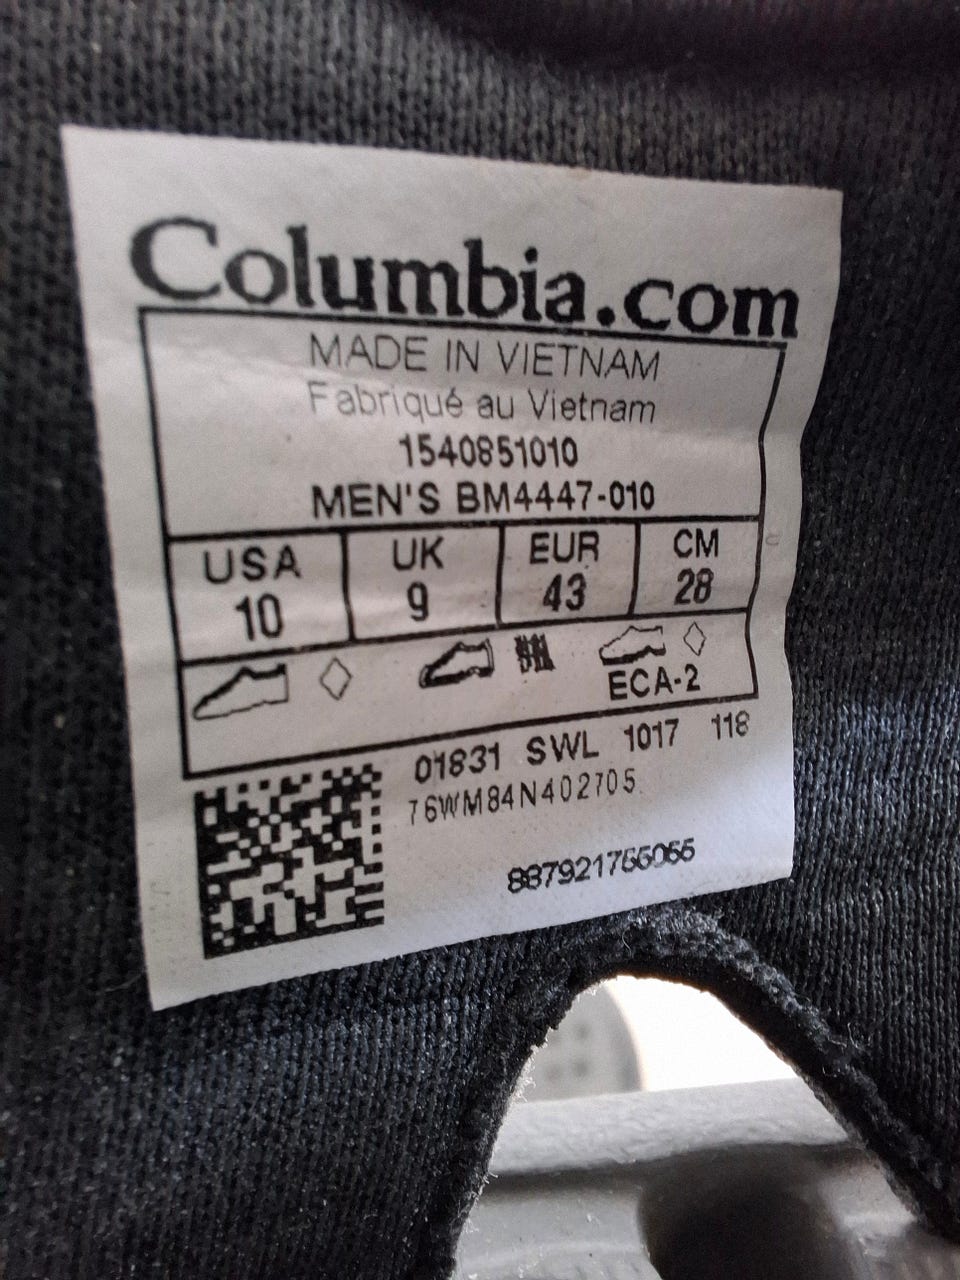 Columbia.com
MADE IN VIETNAM
Fabriqué au Vietnam
1540851010
MEN'S BM4447-010
USA UK EUR CM
10 9 43 28
ECA-2
01831 SWL 1017 118
76WM84N402705